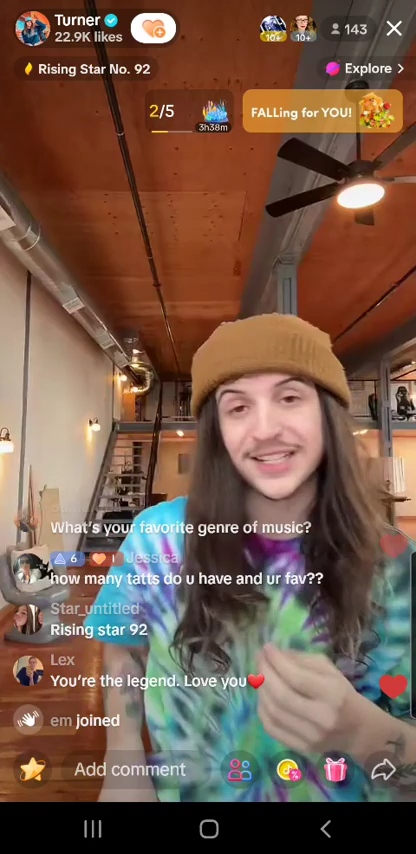 Turner
22.9K likes
10+
10+
143
Rising Star No. 92
Explore >
2/5
3h38m
FALLing for YOU!
What's your favorite genre of music?
6
1
Jessica
how many tatts do u have and ur fav??
Star_untitled
Rising star 92
Lex
You're the legend. Love you❤️
em joined
Add comment